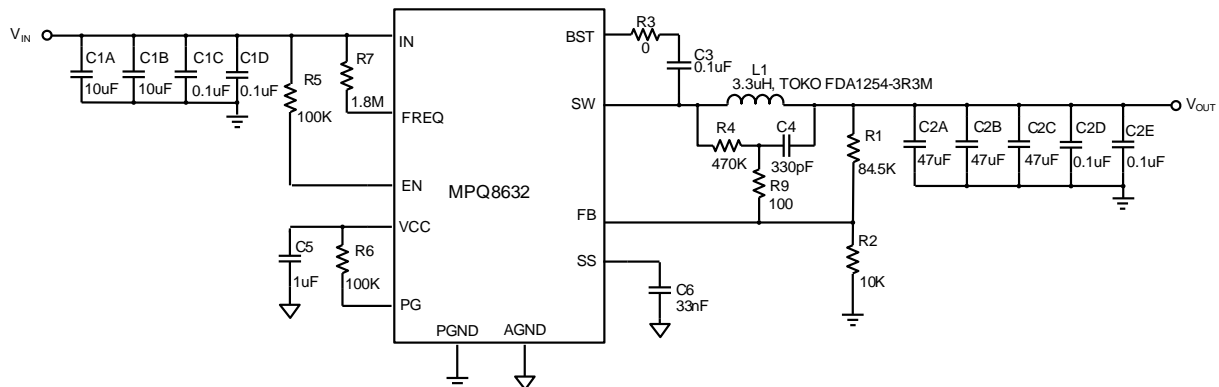 VIN
C1A
10uF
C1B
10uF
C1C
0.1uF
C1D
0.1uF
R5
100K
R7
1.8M
IN
FREQ
EN
VCC
PG
C5
1uF
R6
100K
MPQ8632
PGND
AGND
BST
SW
FB
SS
R3
0
C3
0.1uF
L1
3.3uH, TOKO FDA1254-3R3M
R4
470K
C4
330pF
R9
100
R1
84.5K
R2
10K
C6
33nF
C2A
47uF
C2B
47uF
C2C
47uF
C2D
0.1uF
C2E
0.1uF
VOUT